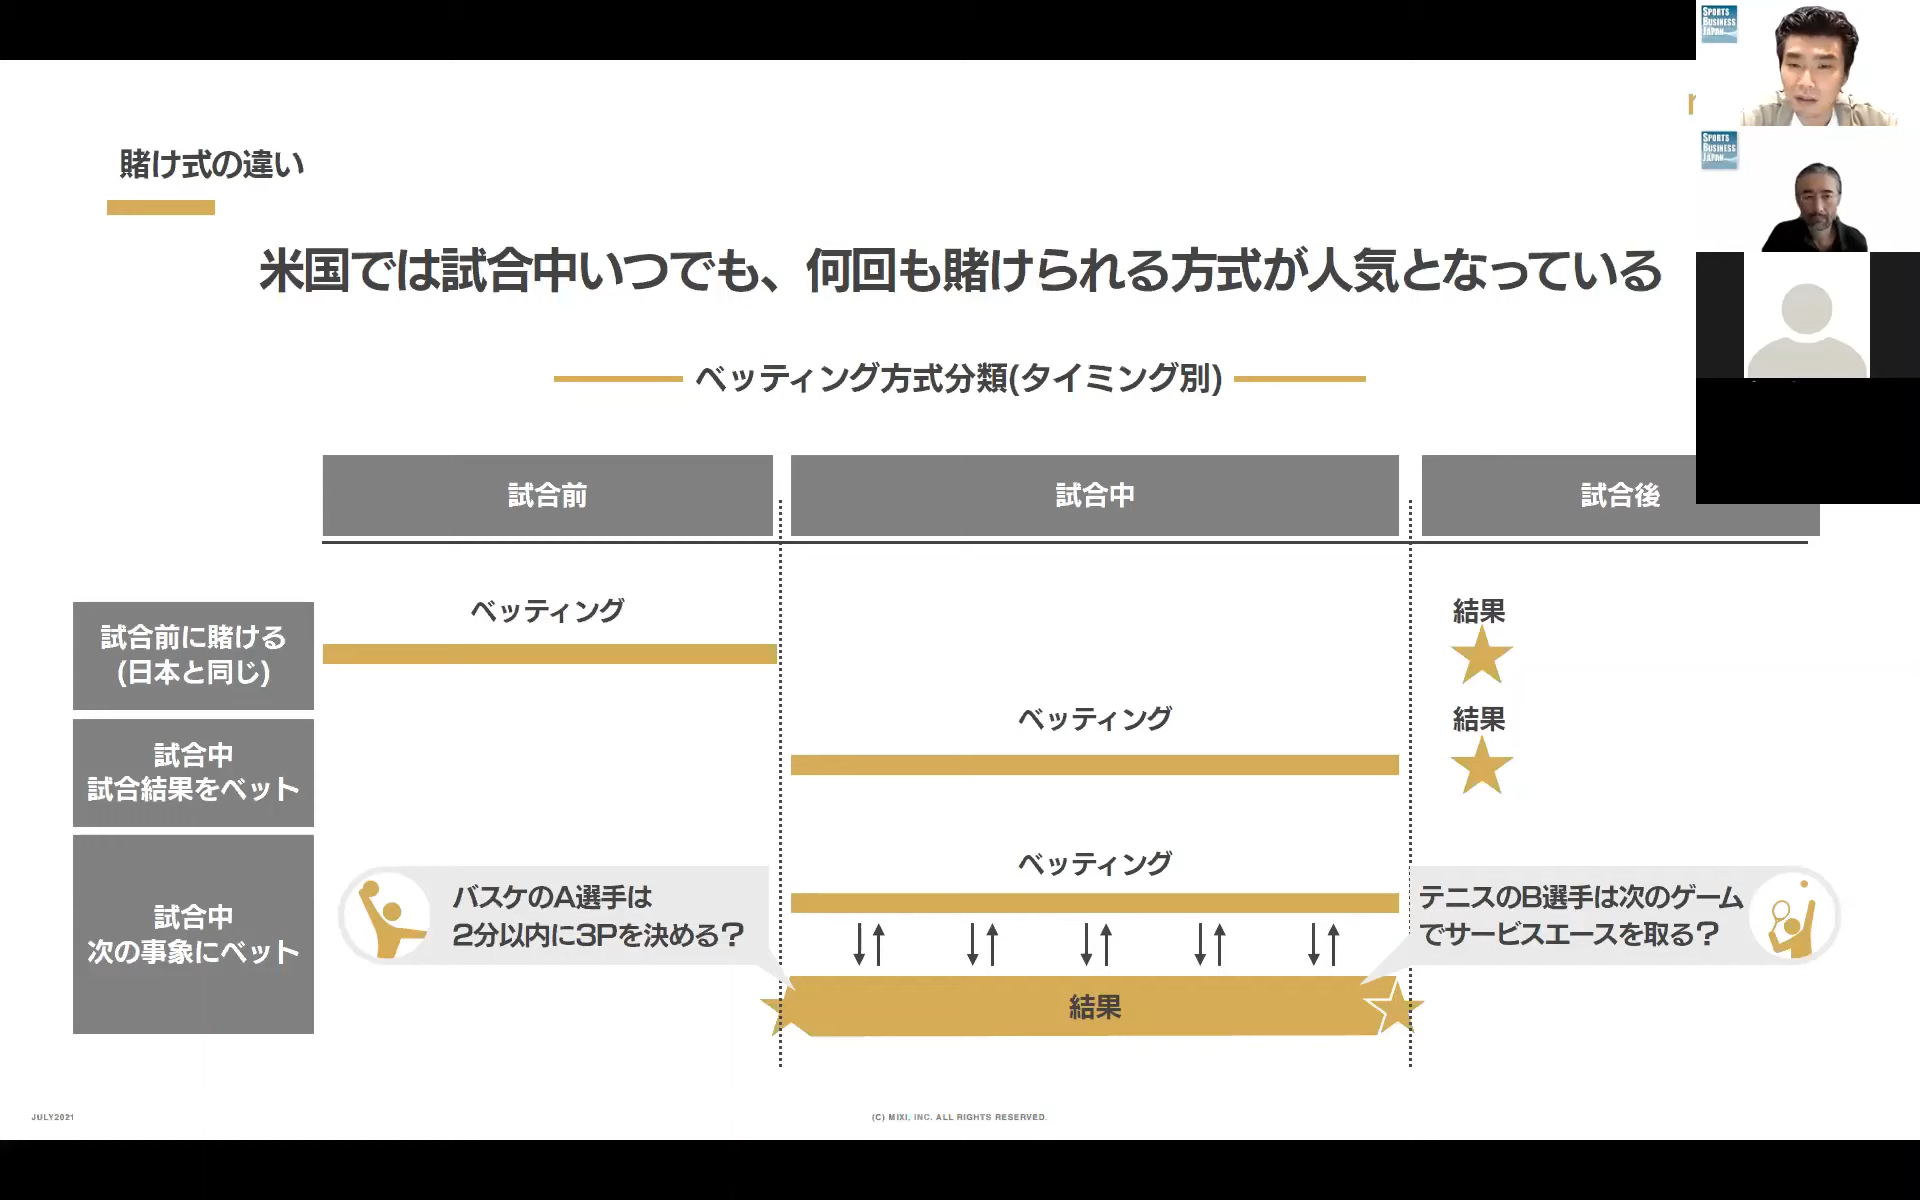 SPORTS
BUSINESS
JAPAN
SPORTS
BUSINESS
JAPAN
賭け式の違い
米国では試合中いつでも、何回も賭けられる方式が人気となっている
ベッティング方式分類(タイミング別)
試合前
試合中
試合後
試合前に賭ける
(日本と同じ)
ベッティング
結果
試合中
試合結果をベット
ベッティング
結果
試合中
次の事象にベット
ベッティング
バスケのA選手は
2分以内に3Pを決める？
テニスのB選手は次のゲーム
でサービスエースを取る？
結果
JULY2021
(C) MIXI, INC. ALL RIGHTS RESERVED.